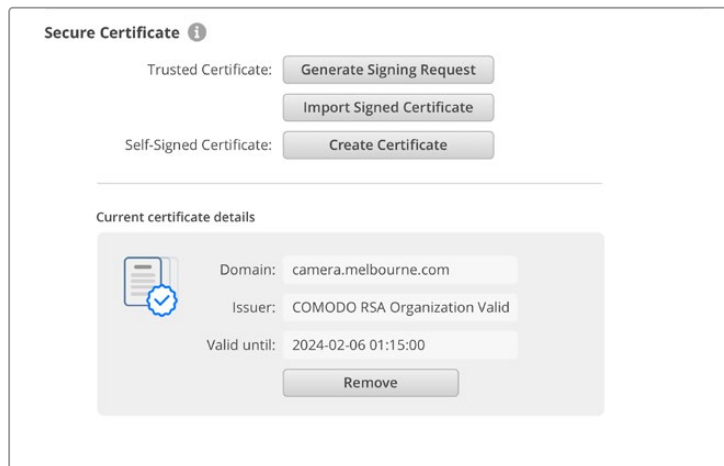 Secure Certificate
Trusted Certificate: Generate Signing Request
Import Signed Certificate
Self-Signed Certificate: Create Certificate
Current certificate details
Domain: camera.melbourne.com
Issuer: COMODO RSA Organization Valid
Valid until: 2024-02-06 01:15:00
Remove